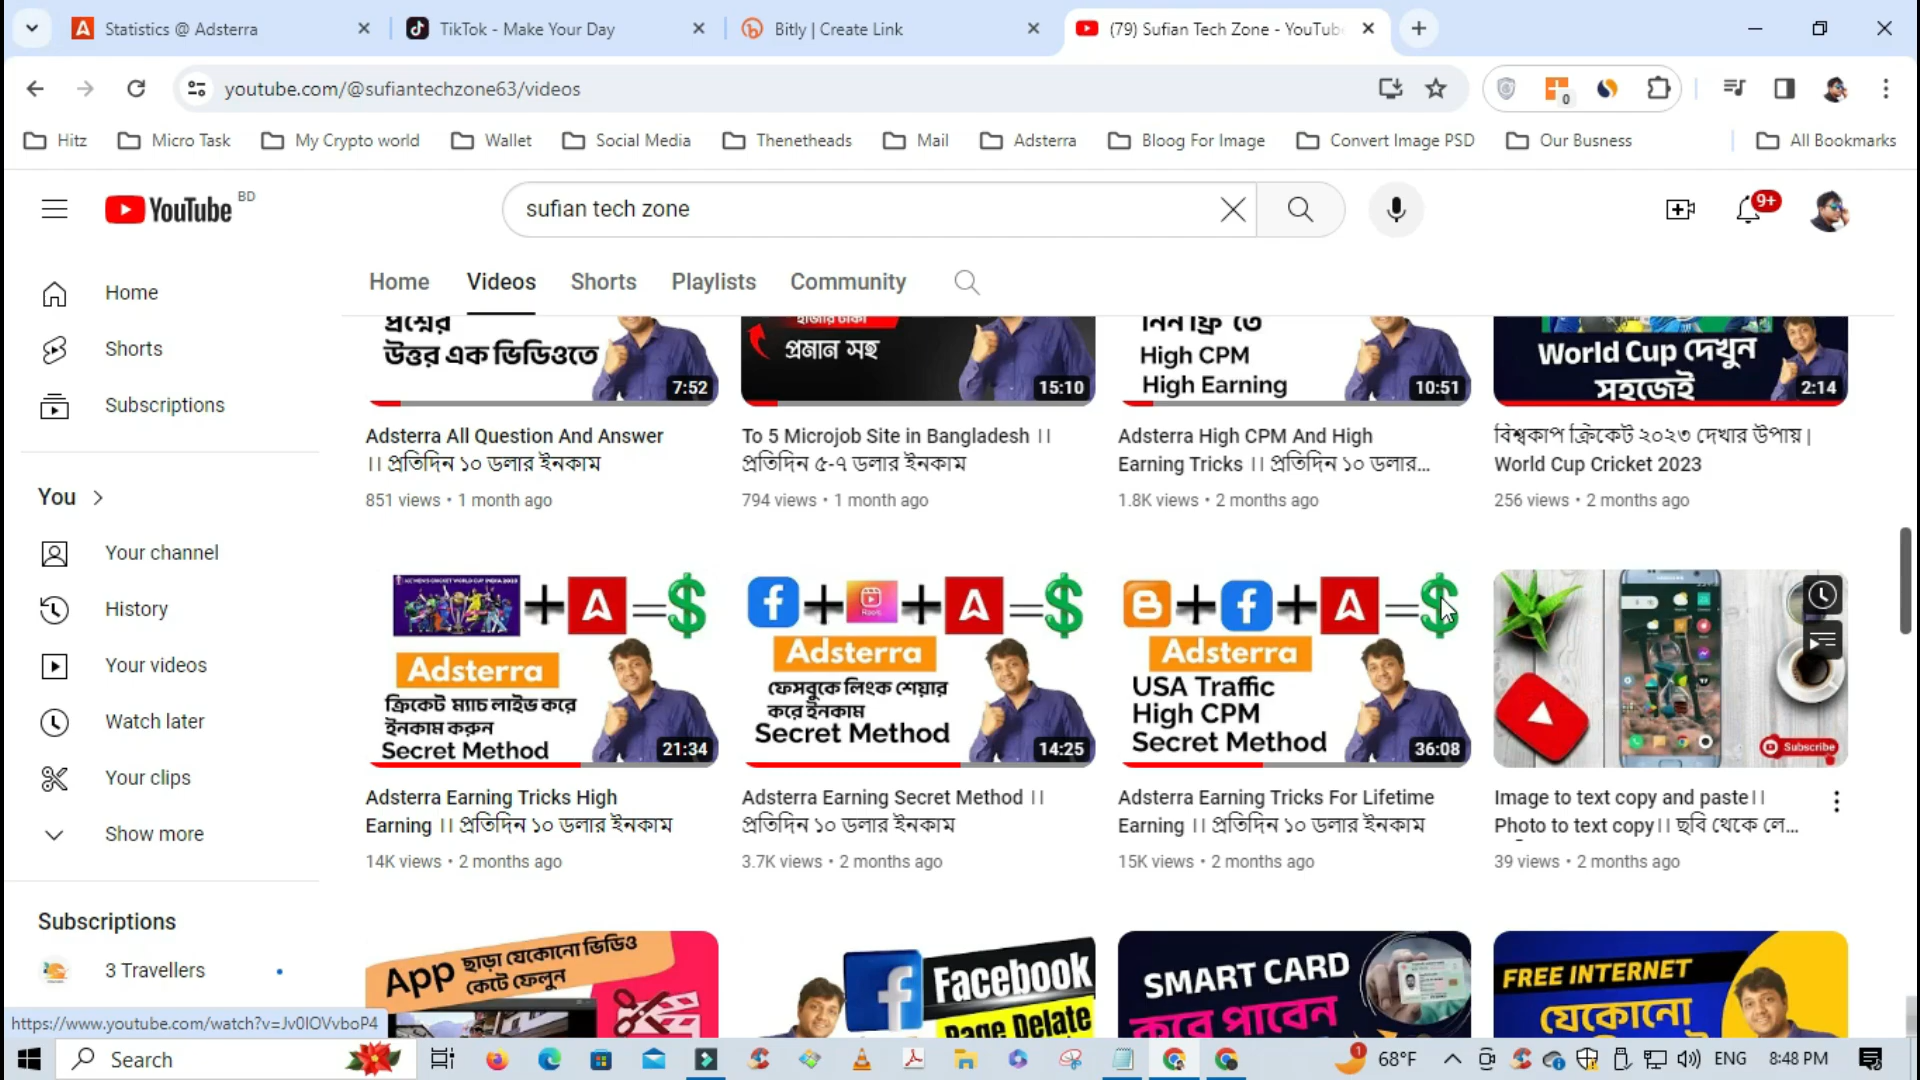 Statistics @ Adsterra
TikTok - Make Your Day
Bitly | Create Link
(79) Sufian Tech Zone - YouTub
youtube.com/@sufiantechzone63/videos
0
Hitz
Micro Task
My Crypto world
Wallet
Social Media
Thenetheads
Mail
Adsterra
Bloog For Image
Convert Image PSD
Our Busness
All Bookmarks
YouTube BD
sufian tech zone
9+
Home
Videos
Shorts
Playlists
Community
Home
Shorts
Subscriptions
You
Your channel
History
Your videos
Watch later
Your clips
Show more
Subscriptions
3 Travellers
প্রশ্নের
উত্তর এক ভিডিওতে
7:52
হাজার টাকা
প্রমান সহ
15:10
High CPM
High Earning
10:51
World Cup দেখুন
সহজেই
2:14
Adsterra All Question And Answer
।। প্রতিদিন ১০ ডলার ইনকাম
851 views • 1 month ago
To 5 Microjob Site in Bangladesh ।।
প্রতিদিন ৫-৭ ডলার ইনকাম
794 views • 1 month ago
Adsterra High CPM And High
Earning Tricks ।। প্রতিদিন ১০ ডলার...
1.8K views • 2 months ago
বিশ্বকাপ ক্রিকেট ২০২৩ দেখার উপায় |
World Cup Cricket 2023
256 views • 2 months ago
+ A = $
Adsterra
ক্রিকেট ম্যাচ লাইভ করে
ইনকাম করুন
Secret Method
21:34
f + Reels + A = $
Adsterra
ফেসবুকে লিংক শেয়ার
করে ইনকাম
Secret Method
14:25
B + f + A = $
Adsterra
USA Traffic
High CPM
Secret Method
36:08
Subscribe
Adsterra Earning Tricks High
Earning ।। প্রতিদিন ১০ ডলার ইনকাম
14K views • 2 months ago
Adsterra Earning Secret Method ।।
প্রতিদিন ১০ ডলার ইনকাম
3.7K views • 2 months ago
Adsterra Earning Tricks For Lifetime
Earning ।। প্রতিদিন ১০ ডলার ইনকাম
15K views • 2 months ago
Image to text copy and paste।।
Photo to text copy।। ছবি থেকে লে...
39 views • 2 months ago
App ছাড়া যেকোনো ভিডিও
কেটে ফেলুন
Facebook
Page Delate
SMART CARD
করে পাবেন
FREE INTERNET
যেকোনো
https://www.youtube.com/watch?v=Jv0lOVvboP4
Search
1
68°F
ENG
8:48 PM